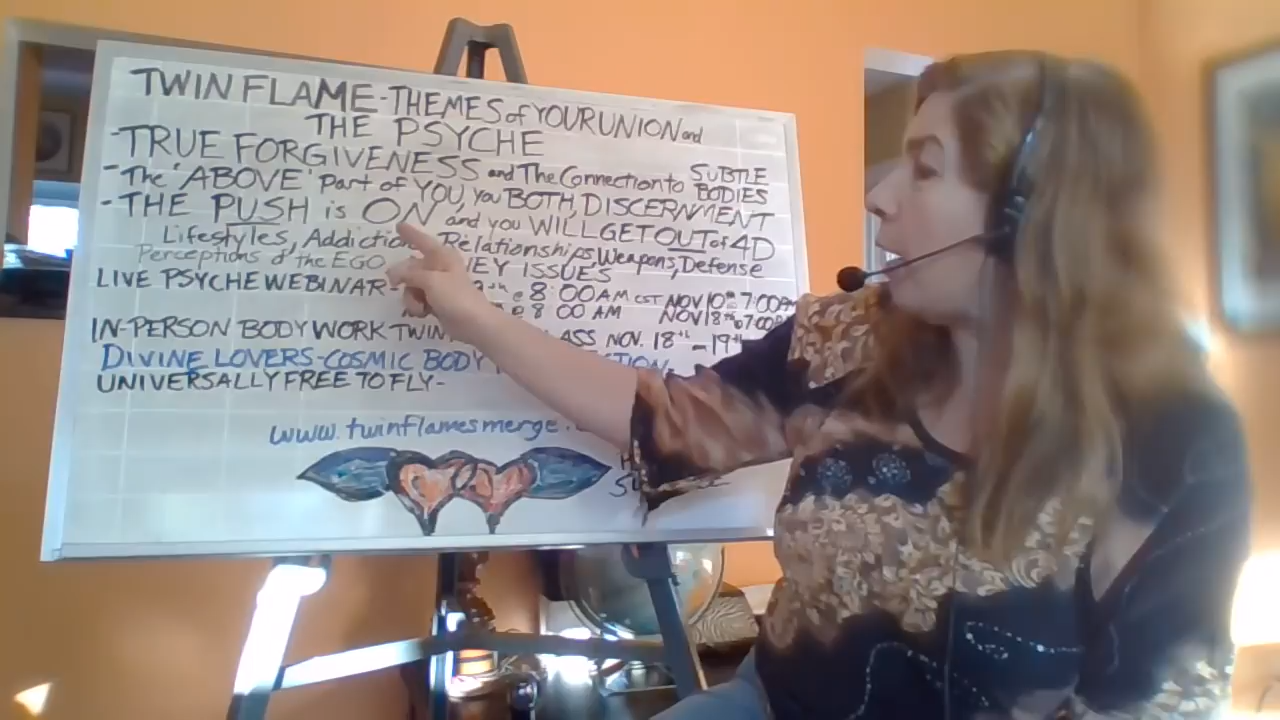 TWIN FLAME-THEMES of YOUR UNION and
THE PSYCHE
-TRUE FORGIVENESS and The Connection to SUBTLE BODIES
-The 'ABOVE' Part of YOU, you BOTH, DISCERNMENT
-THE PUSH is ON and you WILL GET OUT of 4D
Lifestyles, Addiction Relationships, Weapons, Defense
Perceptions of the EGO ISSUES
LIVE PSYCHE WEBINAR- @ 8:00 AM CST NOV 10th 7:00PM
@ 8 00 AM NOV 18th @ 7:00
IN-PERSON BODY WORK TWIN NOV. 18th - 19th
DIVINE LOVERS-COSMIC BODY
UNIVERSALLY FREE TO FLY-
www.twinflamesmerge.